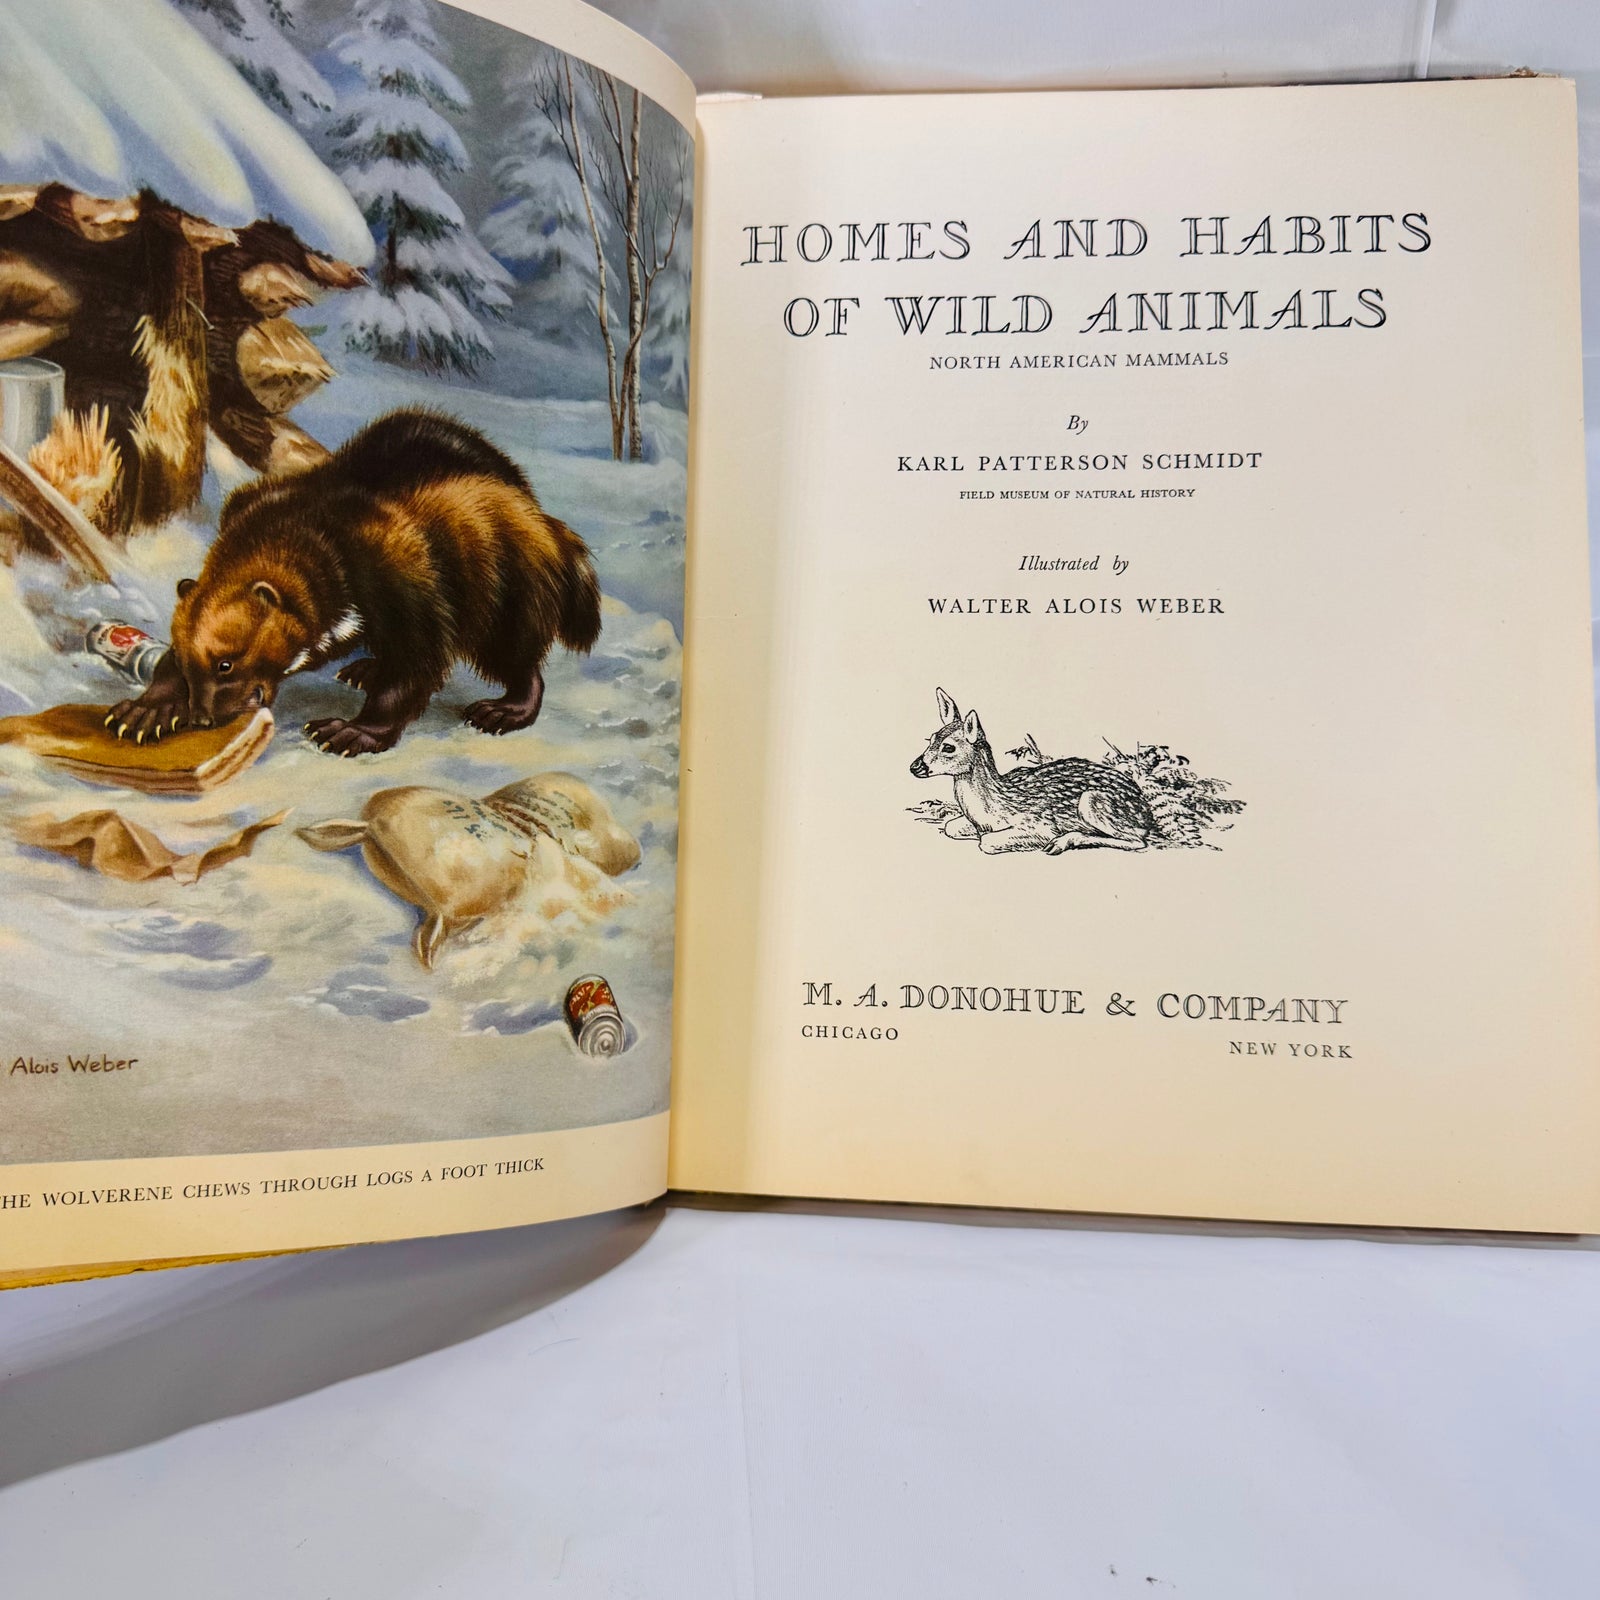 Alois Weber
THE WOLVERENE CHEWS THROUGH LOGS A FOOT THICK
HOMES AND HABITS
OF WILD ANIMALS
NORTH AMERICAN MAMMALS
By
KARL PATTERSON SCHMIDT
FIELD MUSEUM OF NATURAL HISTORY
Illustrated by
WALTER ALOIS WEBER
M. A. DONOHUE & COMPANY
CHICAGO
NEW YORK